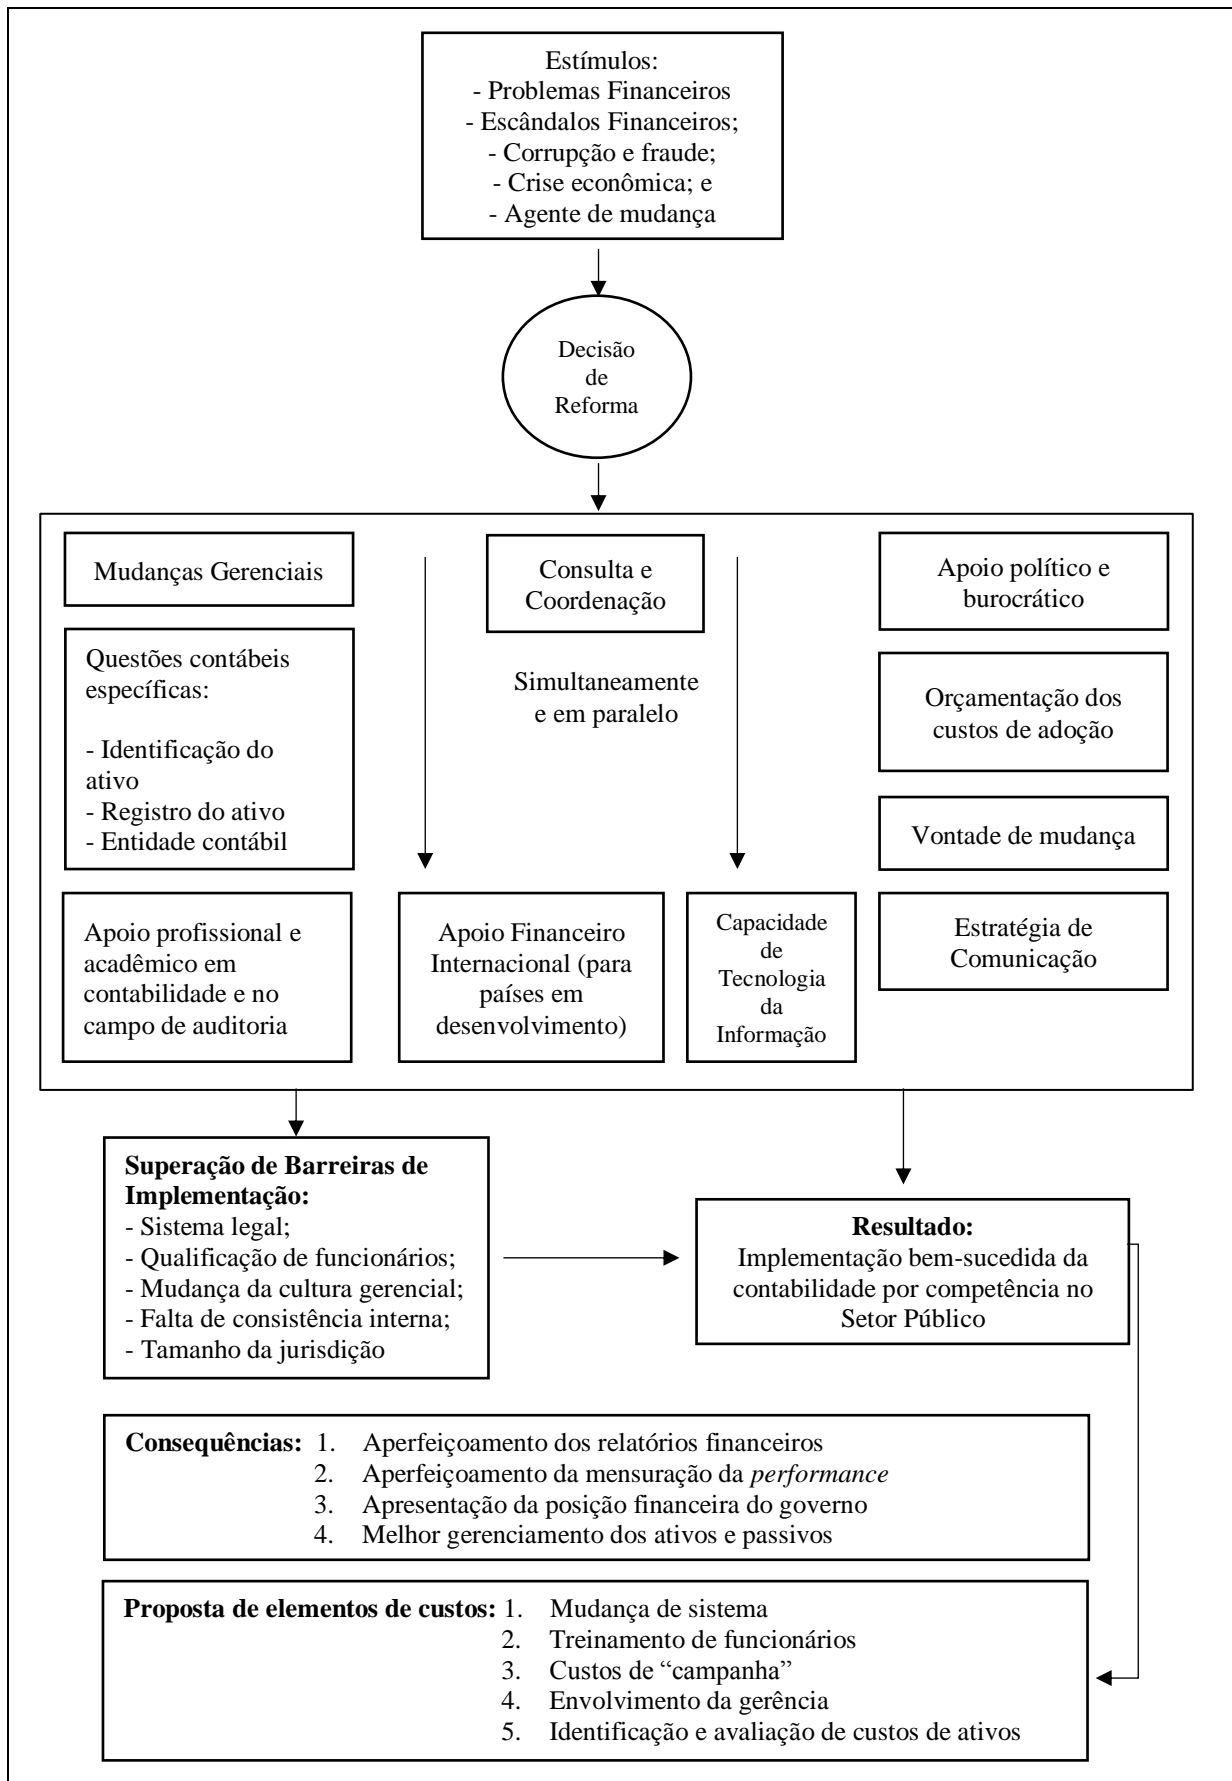 Estímulos:
- Problemas Financeiros
- Escândalos Financeiros;
- Corrupção e fraude;
- Crise econômica; e
- Agente de mudança
Decisão
de
Reforma
Mudanças Gerenciais
Questões contábeis
específicas:
- Identificação do
ativo
- Registro do ativo
- Entidade contábil
Apoio profissional e
acadêmico em
contabilidade e no
campo de auditoria
Consulta e
Coordenação
Simultaneamente
e em paralelo
Apoio Financeiro
Internacional (para
países em
desenvolvimento)
Capacidade
de
Tecnologia
da
Informação
Apoio político e
burocrático
Orçamentação dos
custos de adoção
Vontade de mudança
Estratégia de
Comunicação
Superação de Barreiras de
Implementação:
- Sistema legal;
- Qualificação de funcionários;
- Mudança da cultura gerencial;
- Falta de consistência interna;
- Tamanho da jurisdição
Resultado:
Implementação bem-sucedida da
contabilidade por competência no
Setor Público
Consequências: 1. Aperfeiçoamento dos relatórios financeiros
2. Aperfeiçoamento da mensuração da performance
3. Apresentação da posição financeira do governo
4. Melhor gerenciamento dos ativos e passivos
Proposta de elementos de custos: 1. Mudança de sistema
2. Treinamento de funcionários
3. Custos de “campanha”
4. Envolvimento da gerência
5. Identificação e avaliação de custos de ativos